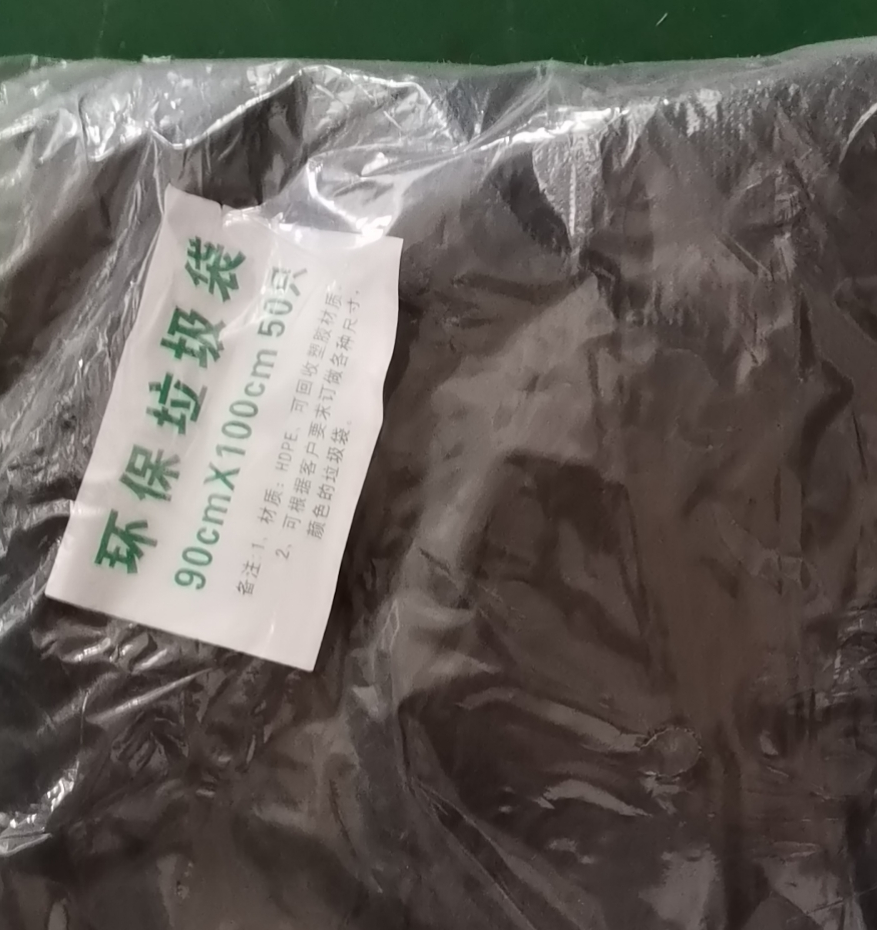 环保垃圾袋
90cmX100cm 50只
备注:1、材质:HDPE、可回收塑胶材质。
2、可根据客户要求订做各种尺寸,
颜色的垃圾袋。